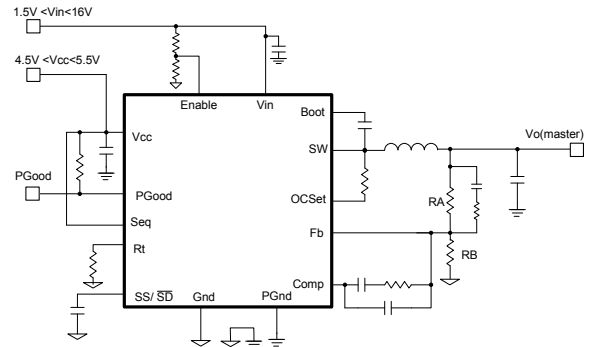 1.5V <Vin<16V
4.5V <Vcc<5.5V
Enable
Vin
Boot
Vcc
SW
Vo(master)
PGood
PGood
OCSet
RA
Seq
Fb
Rt
RB
Comp
SS/ SD
Gnd
PGnd